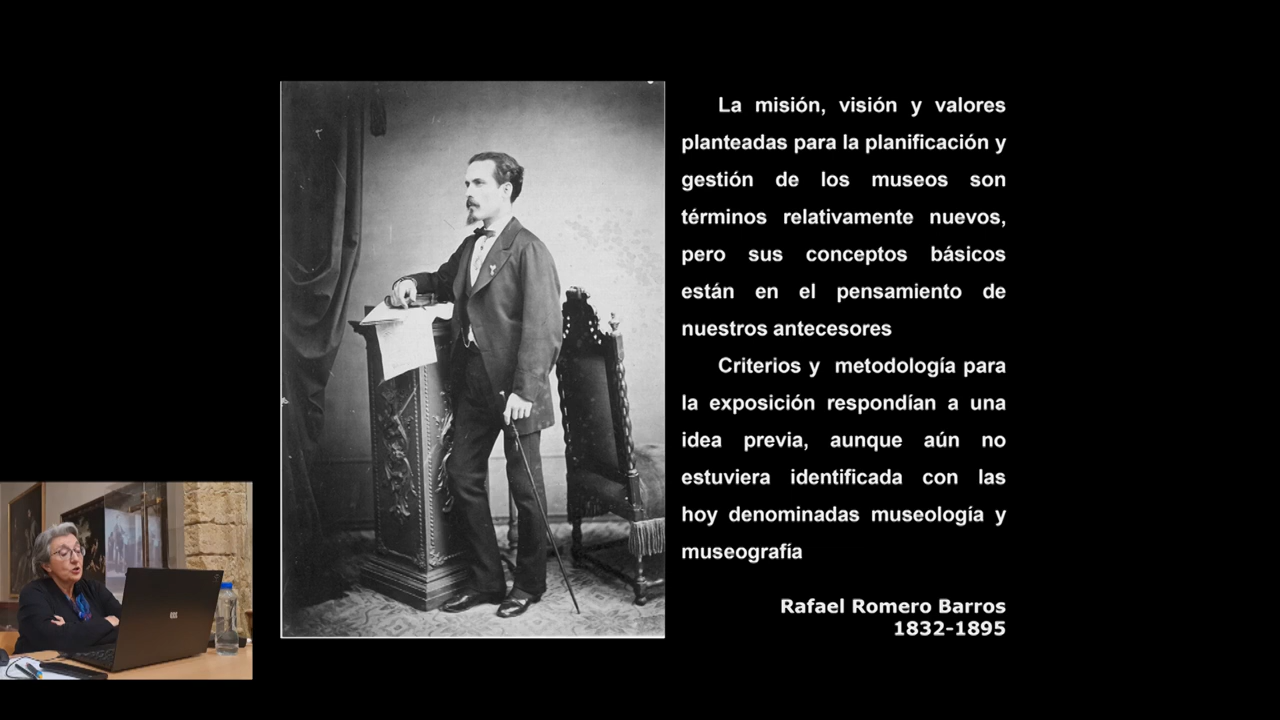 La misión, visión y valores
planteadas para la planificación y
gestión de los museos son
términos relativamente nuevos,
pero sus conceptos básicos
están en el pensamiento de
nuestros antecesores
Criterios y metodología para
la exposición respondían a una
idea previa, aunque aún no
estuviera identificada con las
hoy denominadas museología y
museografía
Rafael Romero Barros
1832-1895